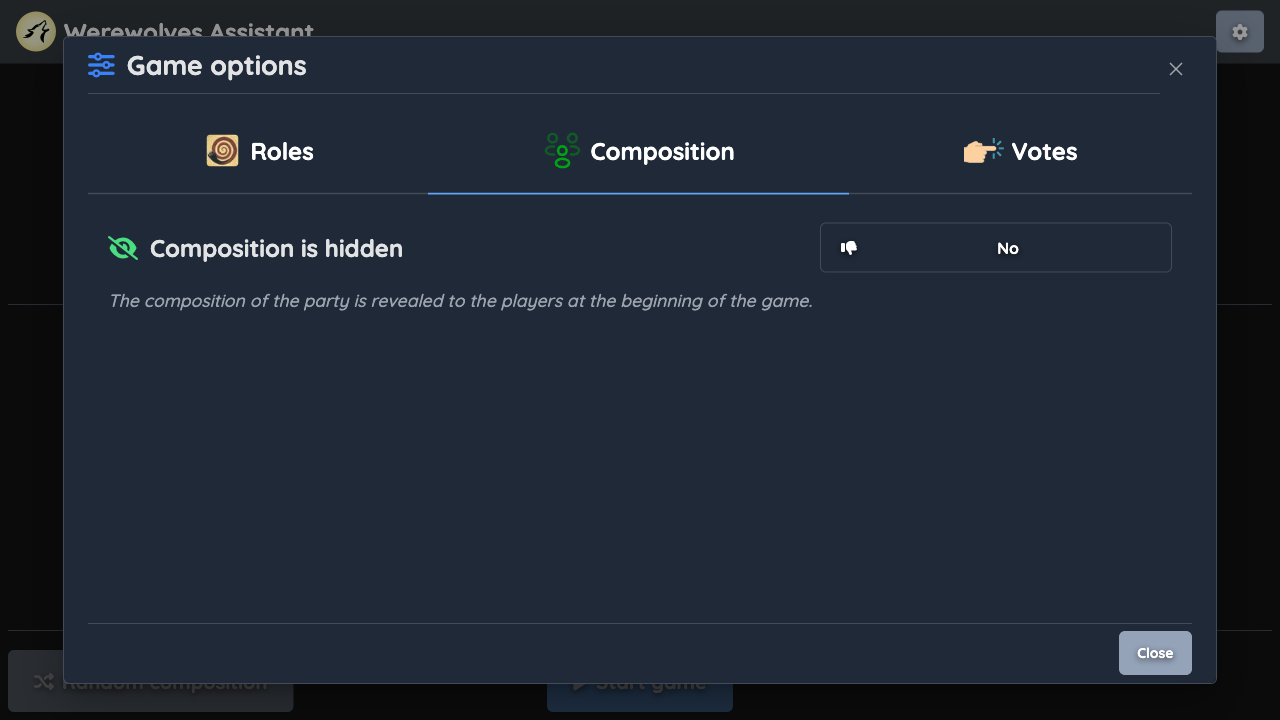 Werewolves Assistant
Game options
Roles
Composition
Votes
Composition is hidden
No
The composition of the party is revealed to the players at the beginning of the game.
Close
Random Composition
Start game